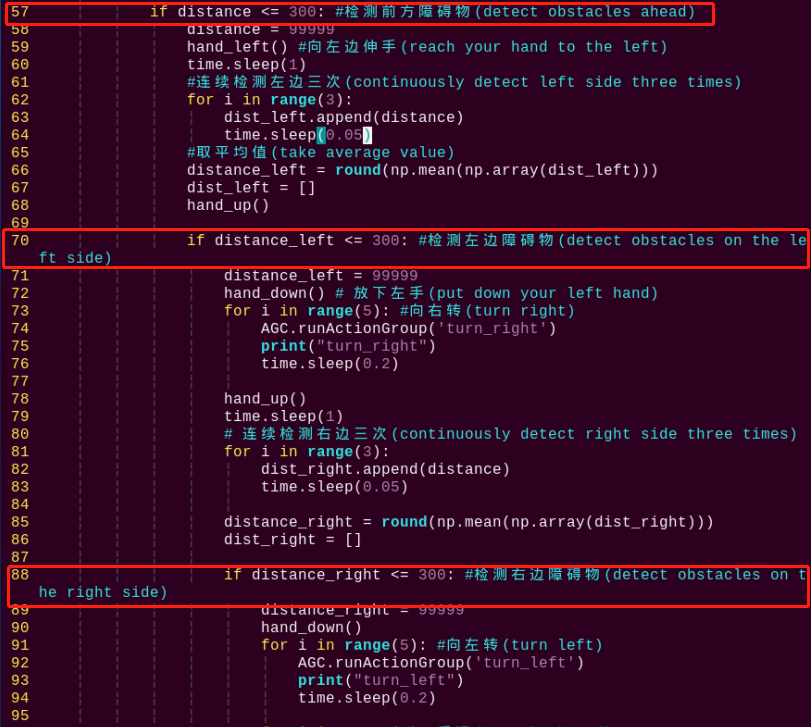 57 if distance <= 300: #检测前方障碍物(detect obstacles ahead)
58 distance = 99999
59 hand_left() #向左边伸手(reach your hand to the left)
60 time.sleep(1)
61 #连续检测左边三次(continuously detect left side three times)
62 for i in range(3):
63 dist_left.append(distance)
64 time.sleep(0.05)
65 #取平均值(take average value)
66 distance_left = round(np.mean(np.array(dist_left)))
67 dist_left = []
68 hand_up()
69
70 if distance_left <= 300: #检测左边障碍物(detect obstacles on the le
ft side)
71 distance_left = 99999
72 hand_down() # 放下左手(put down your left hand)
73 for i in range(5): #向右转(turn right)
74 AGC.runActionGroup('turn_right')
75 print("turn_right")
76 time.sleep(0.2)
77
78 hand_up()
79 time.sleep(1)
80 # 连续检测右边三次(continuously detect right side three times)
81 for i in range(3):
82 dist_right.append(distance)
83 time.sleep(0.05)
84
85 distance_right = round(np.mean(np.array(dist_right)))
86 dist_right = []
87
88 if distance_right <= 300: #检测右边障碍物(detect obstacles on t
he right side)
89 distance_right = 99999
90 hand_down()
91 for i in range(5): #向左转(turn left)
92 AGC.runActionGroup('turn_left')
93 print("turn_left")
94 time.sleep(0.2)
95